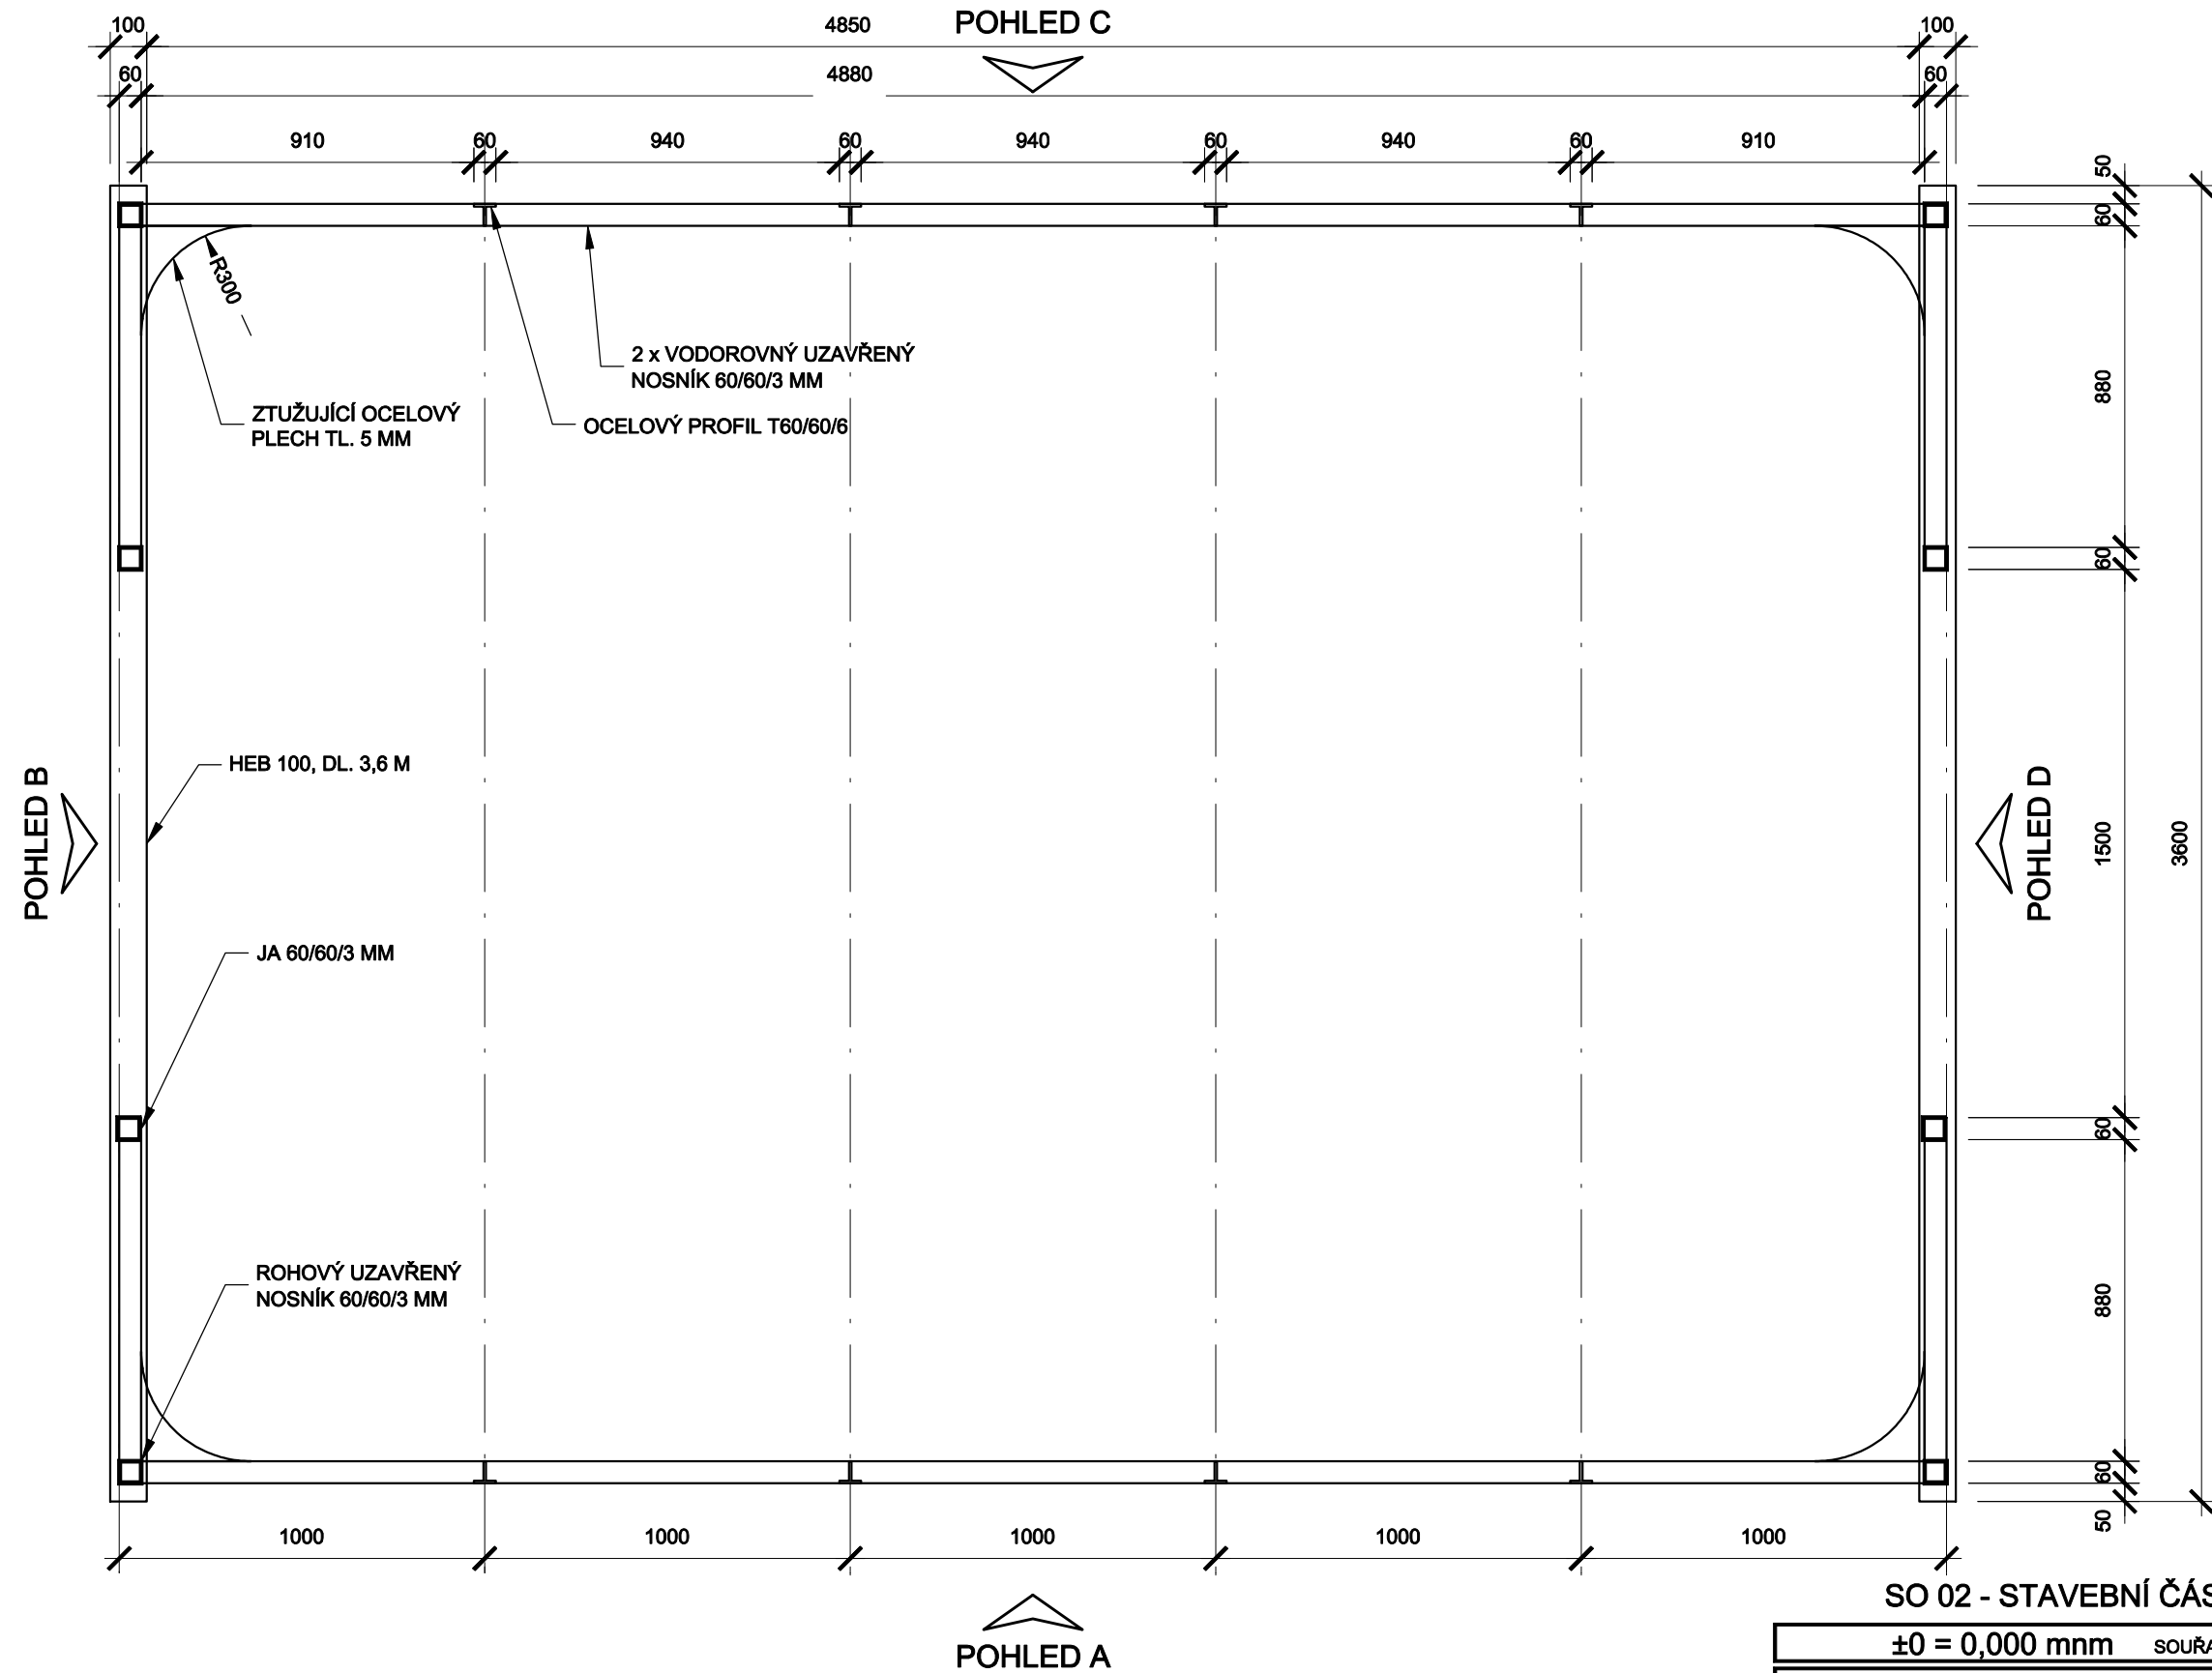 100
4850
POHLED C
100
60
4880
60
910
60
940
60
940
60
940
60
910
50
60
R300
2 x VODOROVNÝ UZAVŘENÝ
NOSNÍK 60/60/3 MM
880
ZTUŽUJÍCÍ OCELOVÝ
PLECH TL. 5 MM
OCELOVÝ PROFIL T60/60/6
60
HEB 100, DL. 3,6 M
POHLED B
POHLED D
1500
3600
JA 60/60/3 MM
60
ROHOVÝ UZAVŘENÝ
NOSNÍK 60/60/3 MM
880
60
50
1000
1000
1000
1000
1000
POHLED A
SO 02 - STAVEBNÍ ČÁS
±0 = 0,000 mnm
SOUŘA